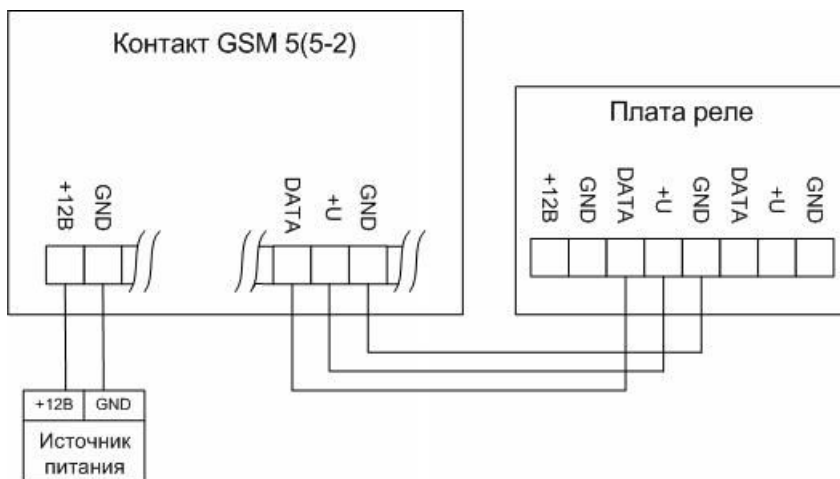 Контакт GSM 5(5-2)
Плата реле
+12В
GND
DATA
+U
GND
+12В
GND
DATA
+U
GND
DATA
+U
GND
+12В
GND
Источник
питания